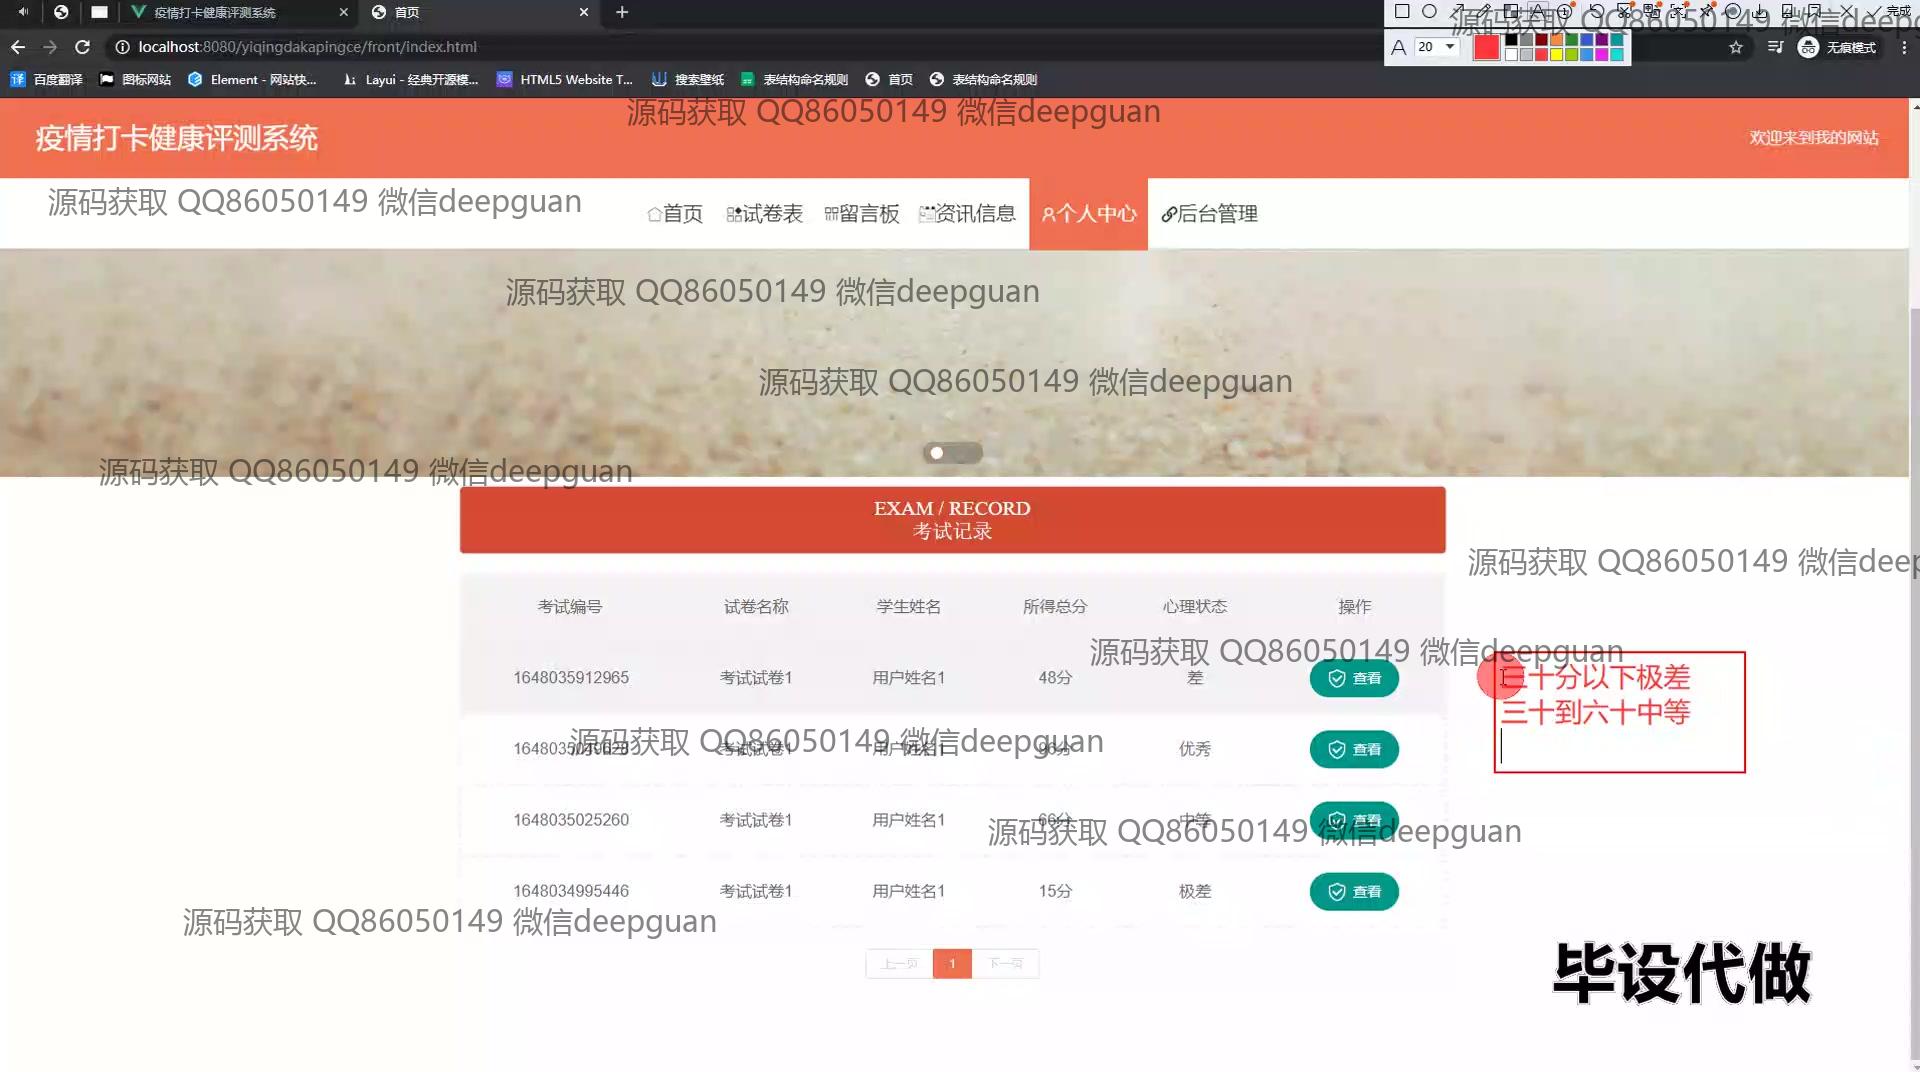 疫情打卡健康评测系统
首页
完成
localhost:8080/yiqingdakapingce/front/index.html
A 20
无痕模式
百度翻译
图标网站
Element - 网站快...
Layui - 经典开源模...
HTML5 Website T...
搜索壁纸
表结构命名规则
首页
表结构命名规则
源码获取 QQ86050149 微信deepguan
源码获取 QQ86050149 微信deepguan
疫情打卡健康评测系统
欢迎来到我的网站
源码获取 QQ86050149 微信deepguan
首页
试卷表
留言板
资讯信息
个人中心
后台管理
源码获取 QQ86050149 微信deepguan
源码获取 QQ86050149 微信deepguan
源码获取 QQ86050149 微信deepguan
EXAM / RECORD
考试记录
源码获取 QQ86050149 微信deep
考试编号 试卷名称 学生姓名 所得总分 心理状态 操作
源码获取 QQ86050149 微信deepguan
1648035912965 考试试卷1 用户姓名1 48分 差 查看
三十分以下极差
三十到六十中等
源码获取 QQ86050149 微信deepguan
考试试卷1 用户姓名1 优秀 查看
1648035025260 考试试卷1 用户姓名1 66分 中等 查看
源码获取 QQ86050149 微信deepguan
1648034995446 考试试卷1 用户姓名1 15分 极差 查看
源码获取 QQ86050149 微信deepguan
上一页 1 下一页
毕设代做